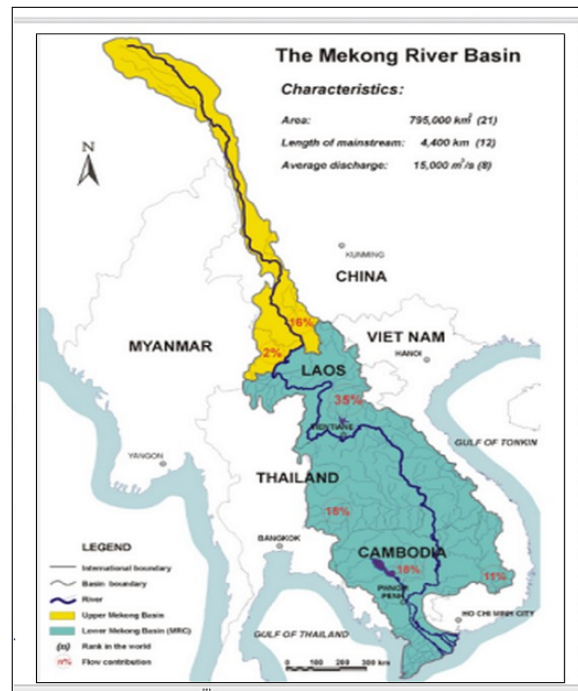 The Mekong River Basin
Characteristics:
Area: 795,000 km² (21)
Length of mainstream: 4,400 km (12)
Average discharge: 15,000 m³/s (8)
N
KUNMING
CHINA
16%
MYANMAR
VIET NAM
2%
HANOI
LAOS
35%
VIENTIANE
GULF OF TONKIN
YANGON
THAILAND
18%
BANGKOK
CAMBODIA
18%
11%
PHNOM PENH
HO CHI MINH CITY
GULF OF THAILAND
LEGEND
International boundary
Basin boundary
River
Upper Mekong Basin
Lower Mekong Basin (MRC)
(n) Rank in the world
n% Flow contribution
0 100 200 300 km